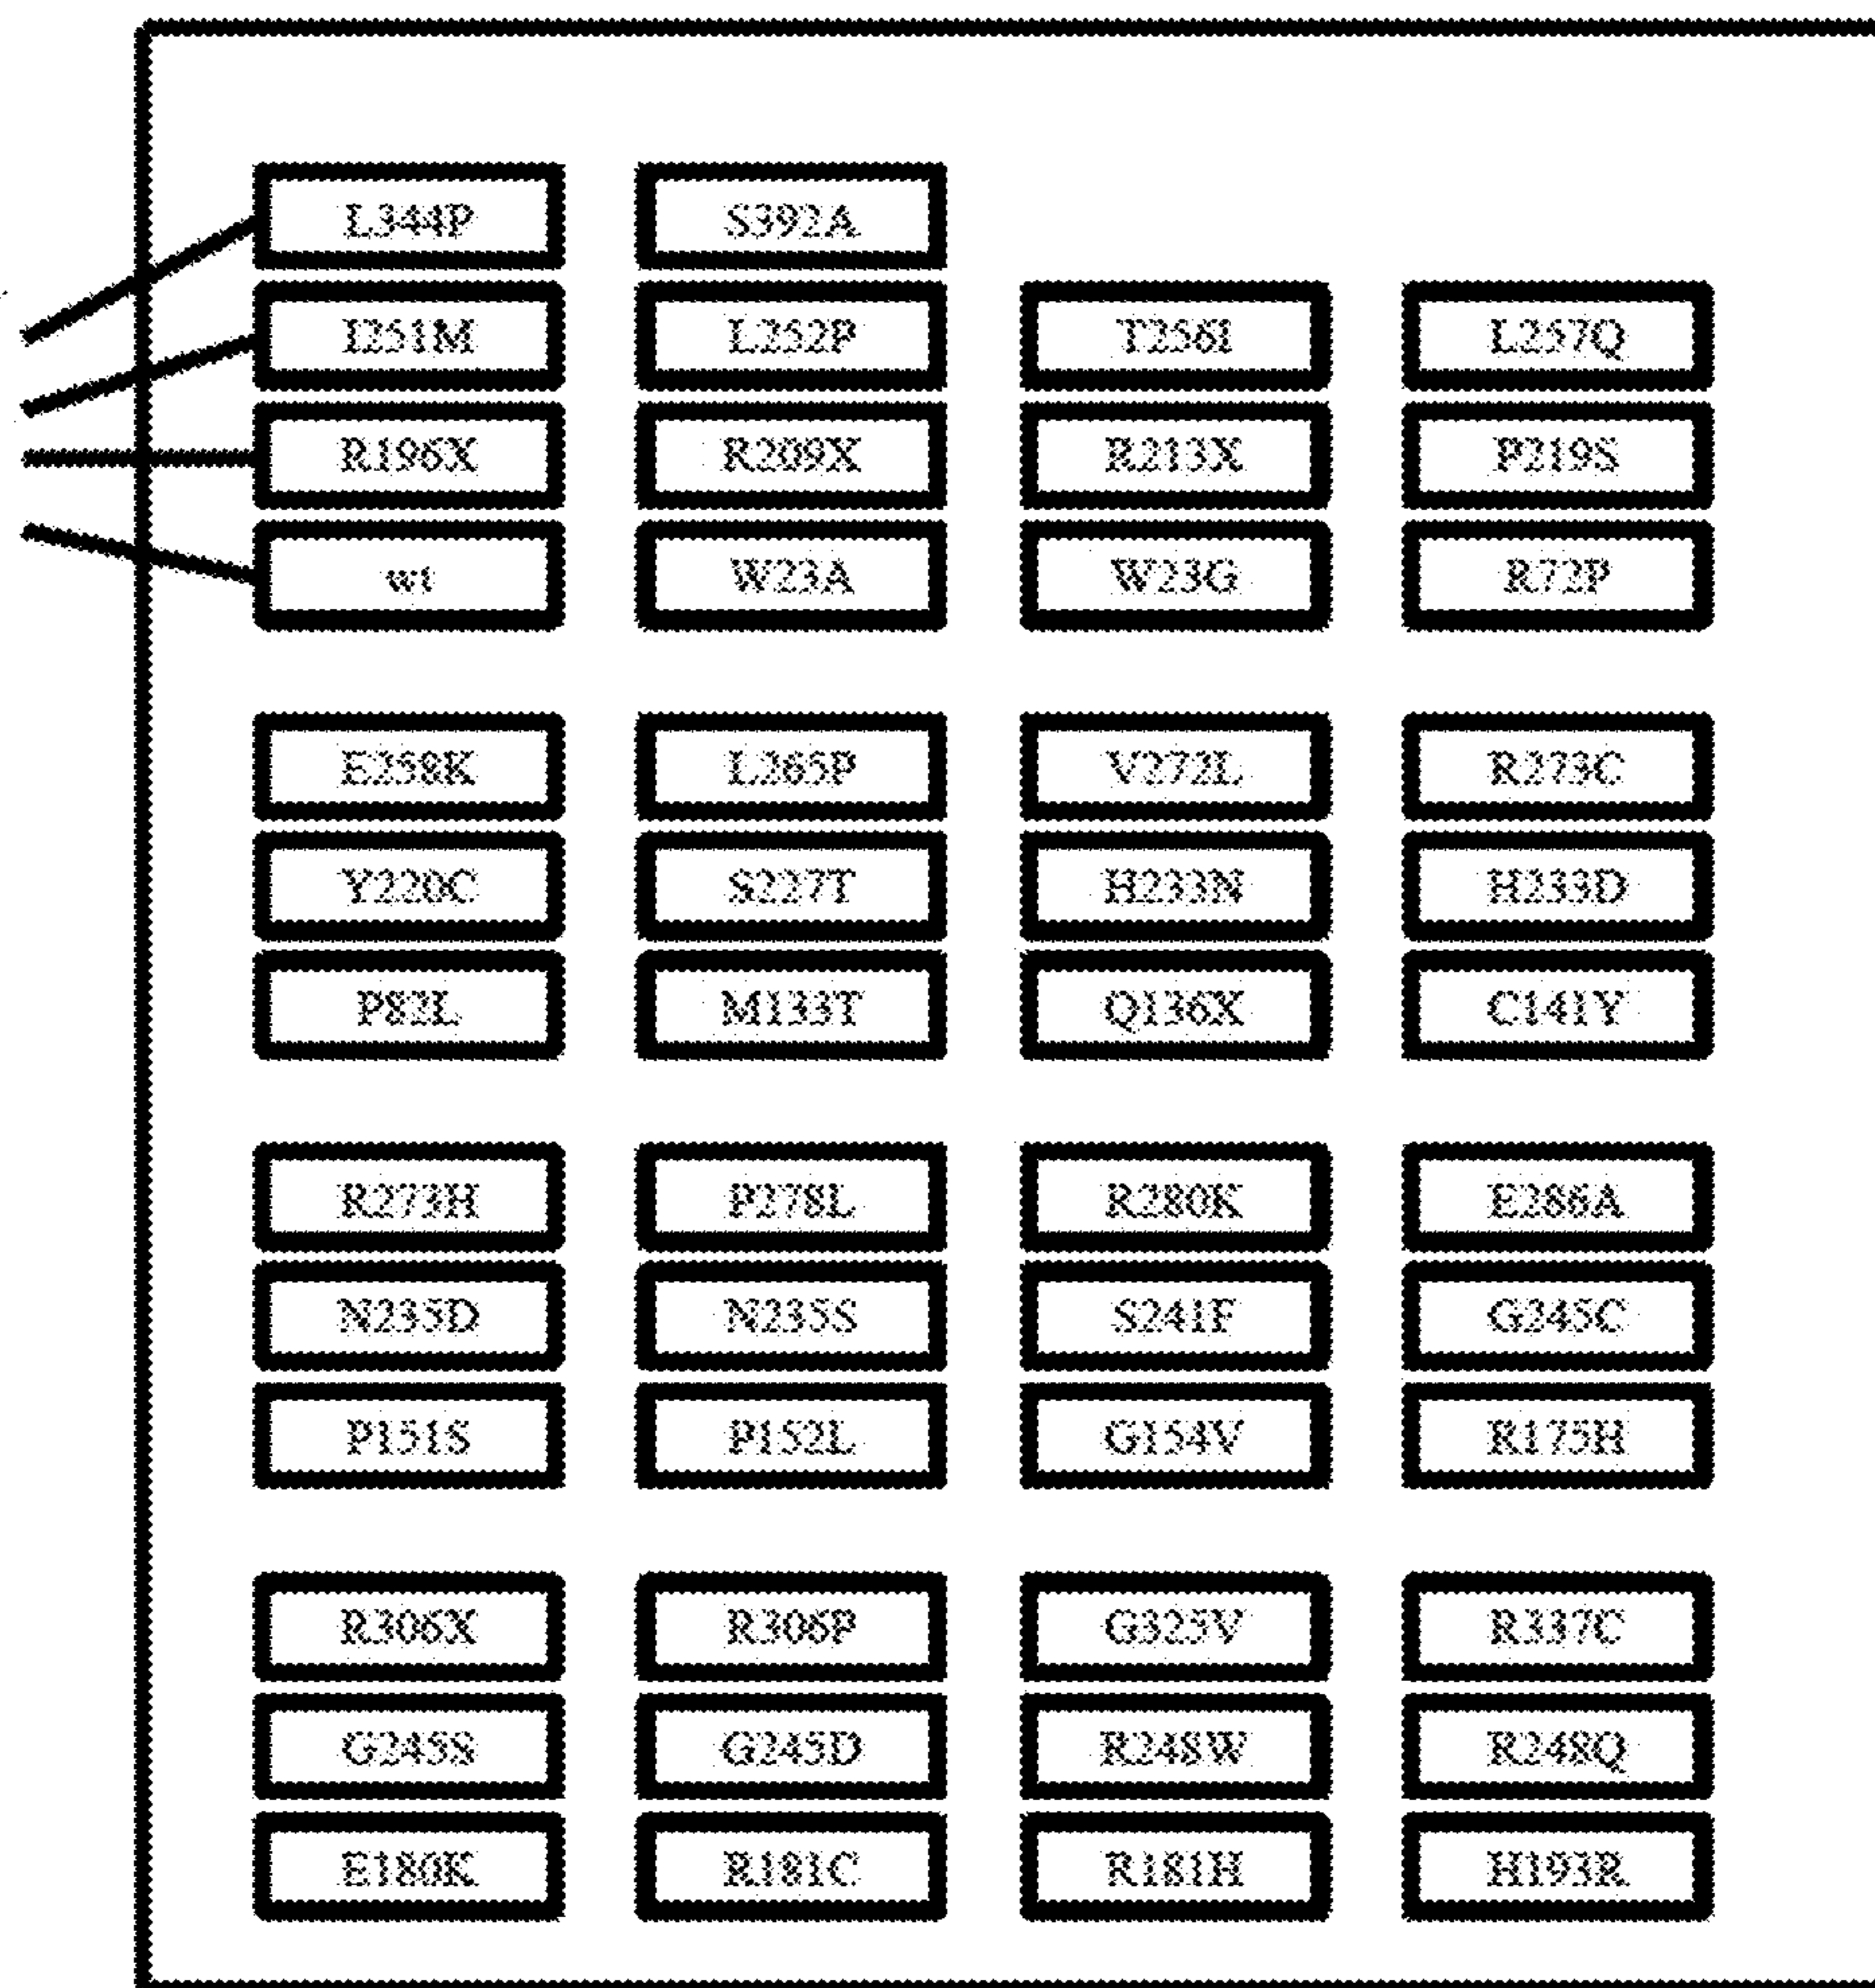 L344P S392A
I251M L252P T256I L257Q
R196X R209X R213X P219S
wt W23A W23G R72P
E258K L265P V272L R273C
Y220C S227T H233N H233D
P82L M133T Q136X C141Y
R273H P278L R280K E286A
N235D N235S S241F G245C
P151S P152L G154V R175H
R306X R306P G325V R337C
G245S G245D R248W R248Q
E180K R181C R181H H193R